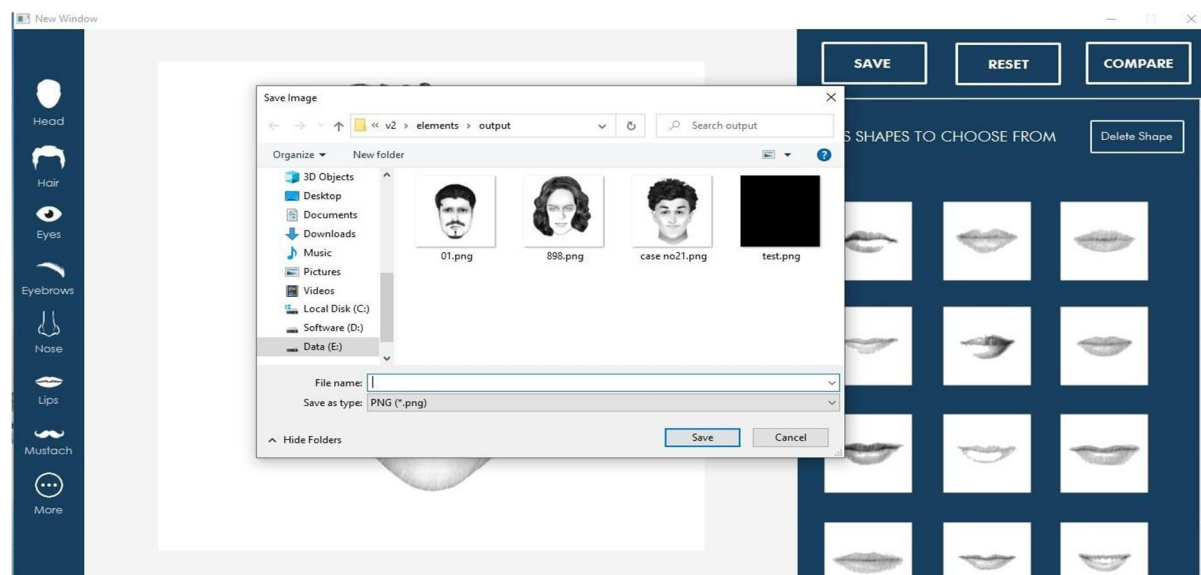 New Window
Head
Hair
Eyes
Eyebrows
Nose
Lips
Mustach
More
Save Image
« v2 › elements › output
Search output
Organize
New folder
3D Objects
Desktop
Documents
Downloads
Music
Pictures
Videos
Local Disk (C:)
Software (D:)
Data (E:)
01.png
898.png
case no21.png
test.png
File name:
Save as type: PNG (*.png)
Hide Folders
Save
Cancel
SAVE
RESET
COMPARE
SHAPES TO CHOOSE FROM
Delete Shape